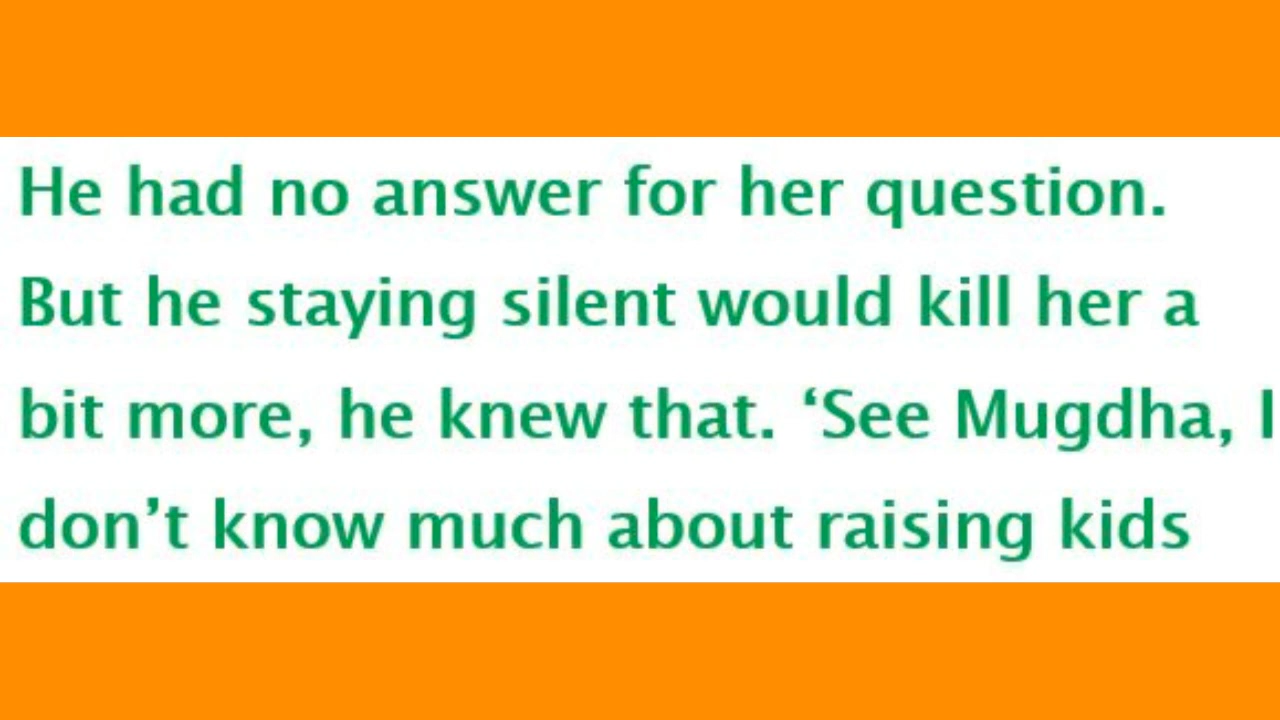 He had no answer for her question.
But he staying silent would kill her a
bit more, he knew that. ‘See Mugdha, I
don’t know much about raising kids